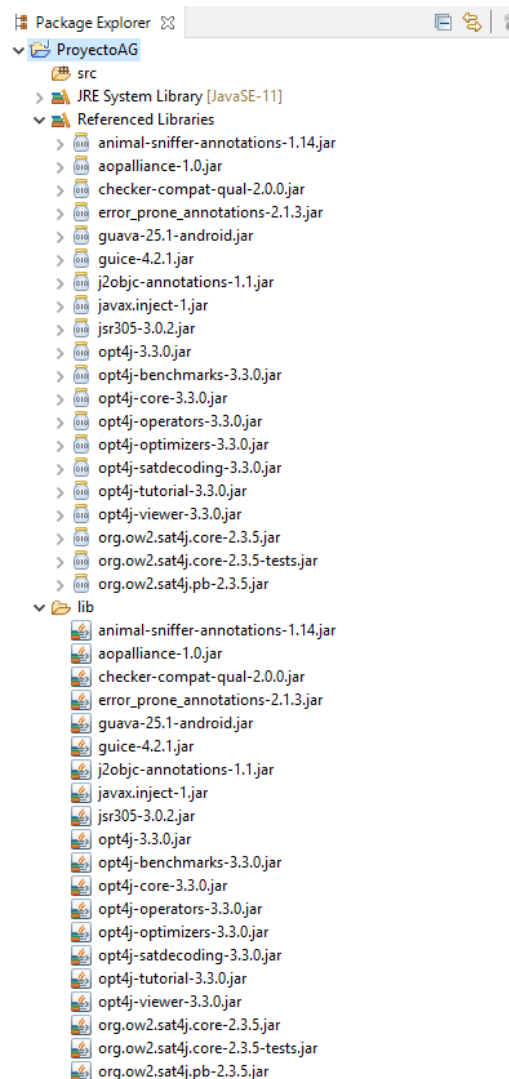 Package Explorer
ProyectoAG
src
JRE System Library [JavaSE-11]
Referenced Libraries
animal-sniffer-annotations-1.14.jar
aopalliance-1.0.jar
checker-compat-qual-2.0.0.jar
error_prone_annotations-2.1.3.jar
guava-25.1-android.jar
guice-4.2.1.jar
j2objc-annotations-1.1.jar
javax.inject-1.jar
jsr305-3.0.2.jar
opt4j-3.3.0.jar
opt4j-benchmarks-3.3.0.jar
opt4j-core-3.3.0.jar
opt4j-operators-3.3.0.jar
opt4j-optimizers-3.3.0.jar
opt4j-satdecoding-3.3.0.jar
opt4j-tutorial-3.3.0.jar
opt4j-viewer-3.3.0.jar
org.ow2.sat4j.core-2.3.5.jar
org.ow2.sat4j.core-2.3.5-tests.jar
org.ow2.sat4j.pb-2.3.5.jar
lib
animal-sniffer-annotations-1.14.jar
aopalliance-1.0.jar
checker-compat-qual-2.0.0.jar
error_prone_annotations-2.1.3.jar
guava-25.1-android.jar
guice-4.2.1.jar
j2objc-annotations-1.1.jar
javax.inject-1.jar
jsr305-3.0.2.jar
opt4j-3.3.0.jar
opt4j-benchmarks-3.3.0.jar
opt4j-core-3.3.0.jar
opt4j-operators-3.3.0.jar
opt4j-optimizers-3.3.0.jar
opt4j-satdecoding-3.3.0.jar
opt4j-tutorial-3.3.0.jar
opt4j-viewer-3.3.0.jar
org.ow2.sat4j.core-2.3.5.jar
org.ow2.sat4j.core-2.3.5-tests.jar
org.ow2.sat4j.pb-2.3.5.jar